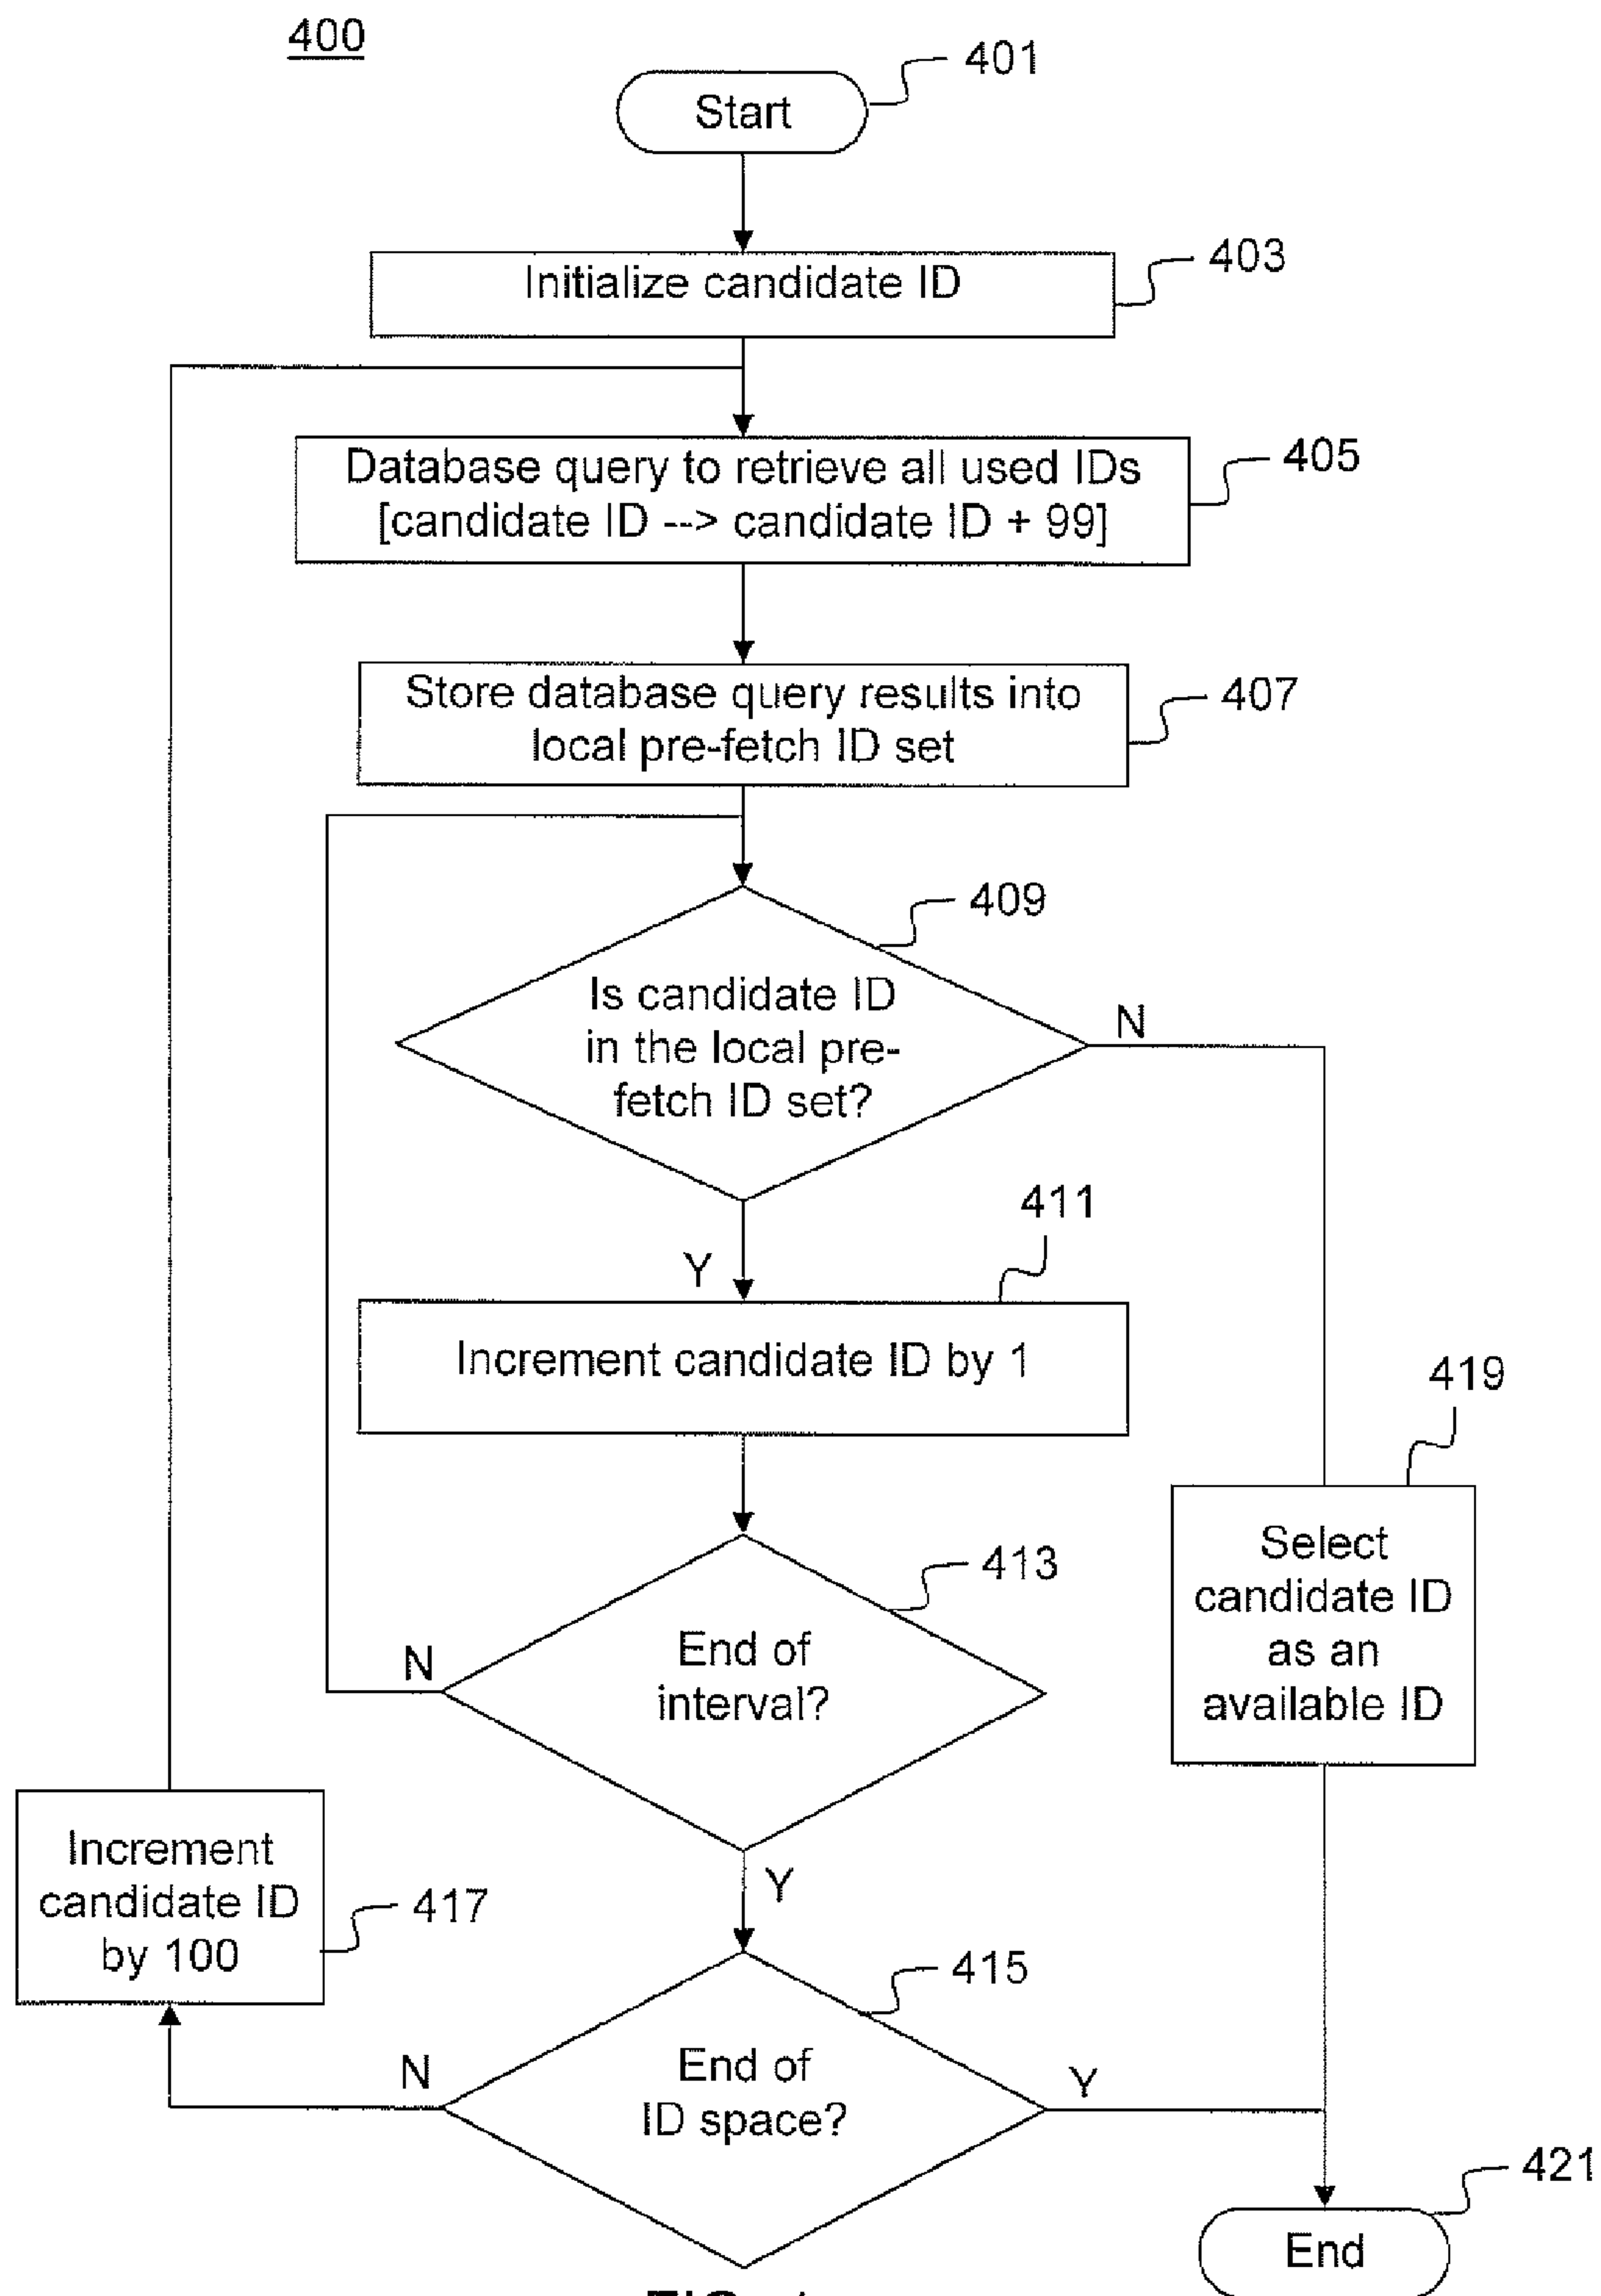 400
401
Start
403
Initialize candidate ID
405
Database query to retrieve all used IDs
[candidate ID --> candidate ID + 99]
407
Store database query results into
local pre-fetch ID set
409
Is candidate ID
in the local pre-
fetch ID set?
N
Y
411
Increment candidate ID by 1
419
Select
candidate ID
as an
available ID
413
End of
interval?
N
Y
Increment
candidate ID
by 100
417
415
End of
ID space?
N
Y
421
End